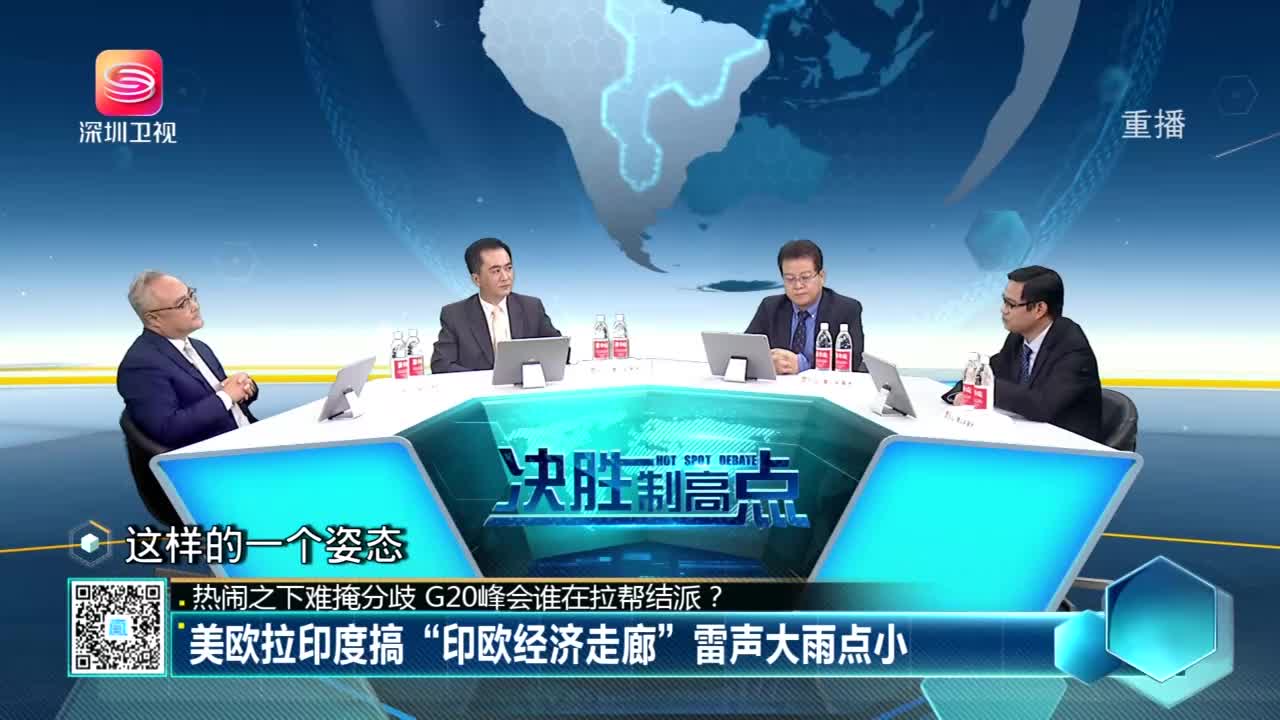 深圳卫视
重播
HOT SPOT DEBATE
决胜制高点
这样的一个姿态
热闹之下难掩分歧 G20峰会谁在拉帮结派？
美欧拉印度搞“印欧经济走廊”雷声大雨点小